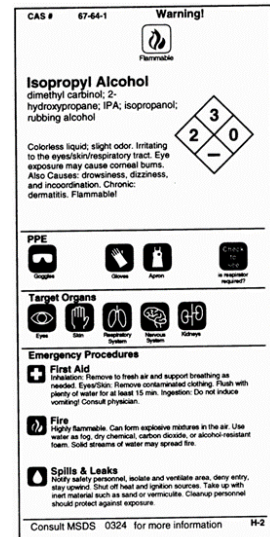 CAS # 67-64-1 Warning!
Flammable
Isopropyl Alcohol
dimethyl carbinol; 2-
hydroxypropane; IPA; isopropanol;
rubbing alcohol
3
2 0
—
Colorless liquid; slight odor. Irritating
to the eyes/skin/respiratory tract. Eye
exposure may cause corneal burns.
Also Causes: drowsiness, dizziness,
and incoordination. Chronic:
dermatitis. Flammable!
PPE
Check
to
see
Goggles Gloves Apron is respirator
required?
Target Organs
Eyes Skin Respiratory Nervous Kidneys
System System
Emergency Procedures
First Aid
Inhalation: Remove to fresh air and support breathing as
needed. Eyes/Skin: Remove contaminated clothing. Flush with
plenty of water for at least 15 min. Ingestion: Do not induce
vomiting! Consult physician.
Fire
Highly flammable. Can form explosive mixtures in the air. Use
water as fog, dry chemical, carbon dioxide, or alcohol-resistant
foam. Solid streams of water may spread fire.
Spills & Leaks
Notify safety personnel, isolate and ventilate area, deny entry,
stay upwind. Shut off heat and ignition sources. Take up with
inert material such as sand or vermiculite. Cleanup personnel
should protect against exposure.
Consult MSDS 0324 for more information H-2